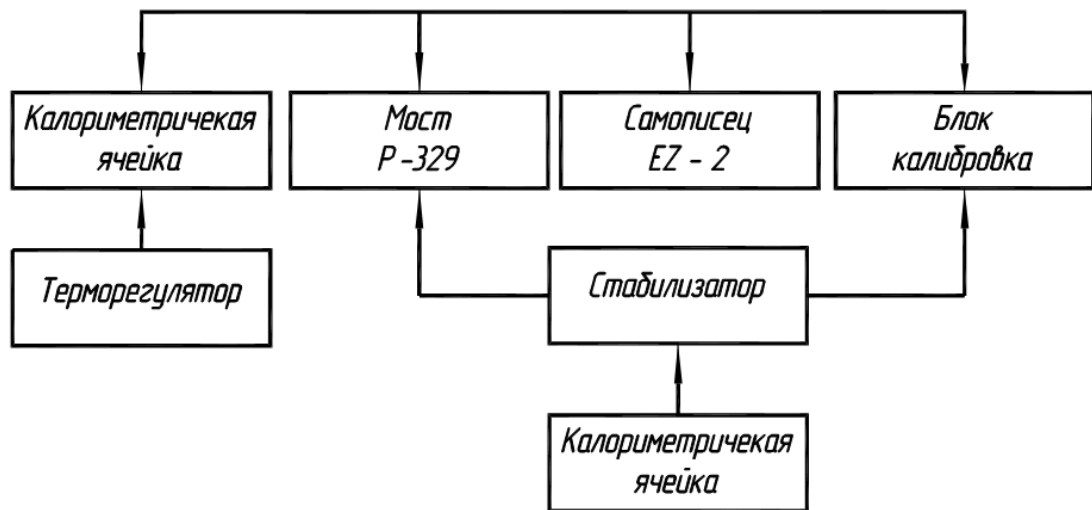 Калориметричекая
ячейка
Мост
Р-329
Самописец
EZ - 2
Блок
калибровка
Терморегулятор
Стабилизатор
Калориметричекая
ячейка